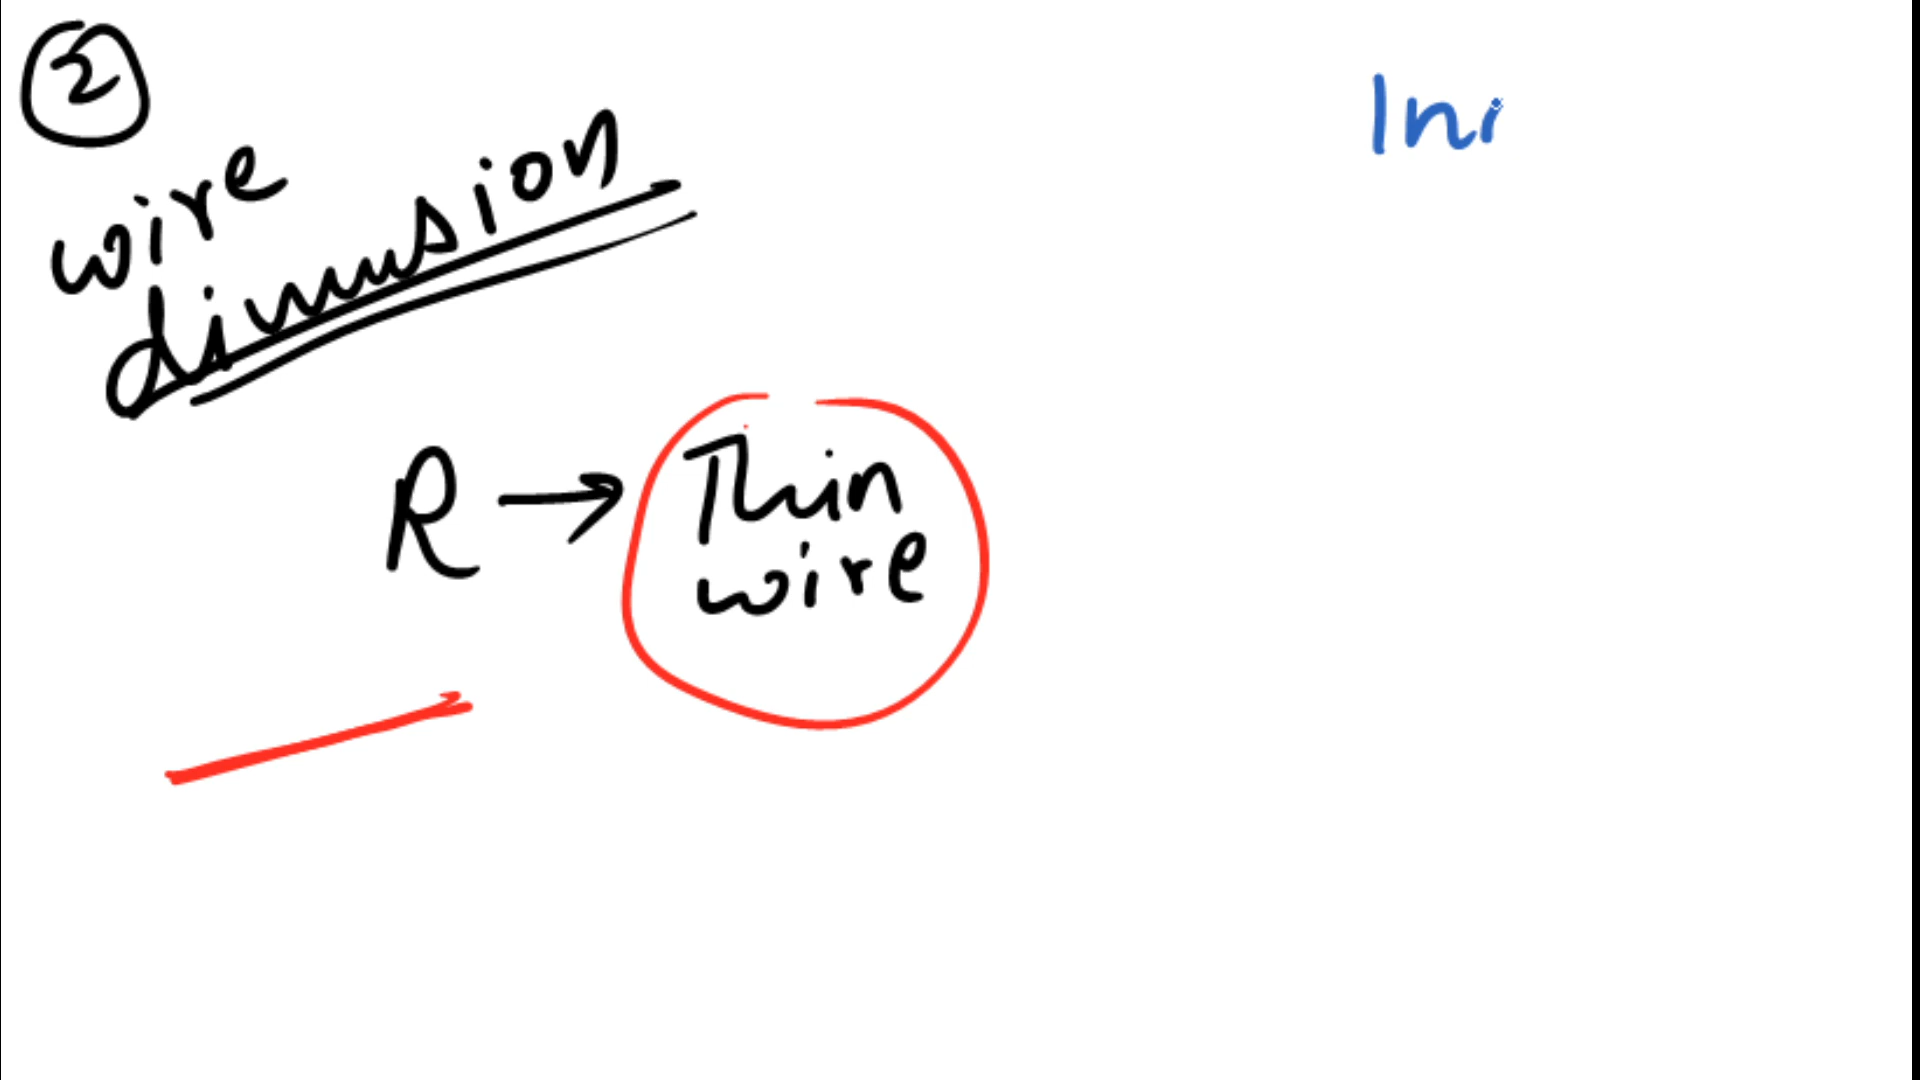 2
wire
dimension
R → Thin
wire
Ini